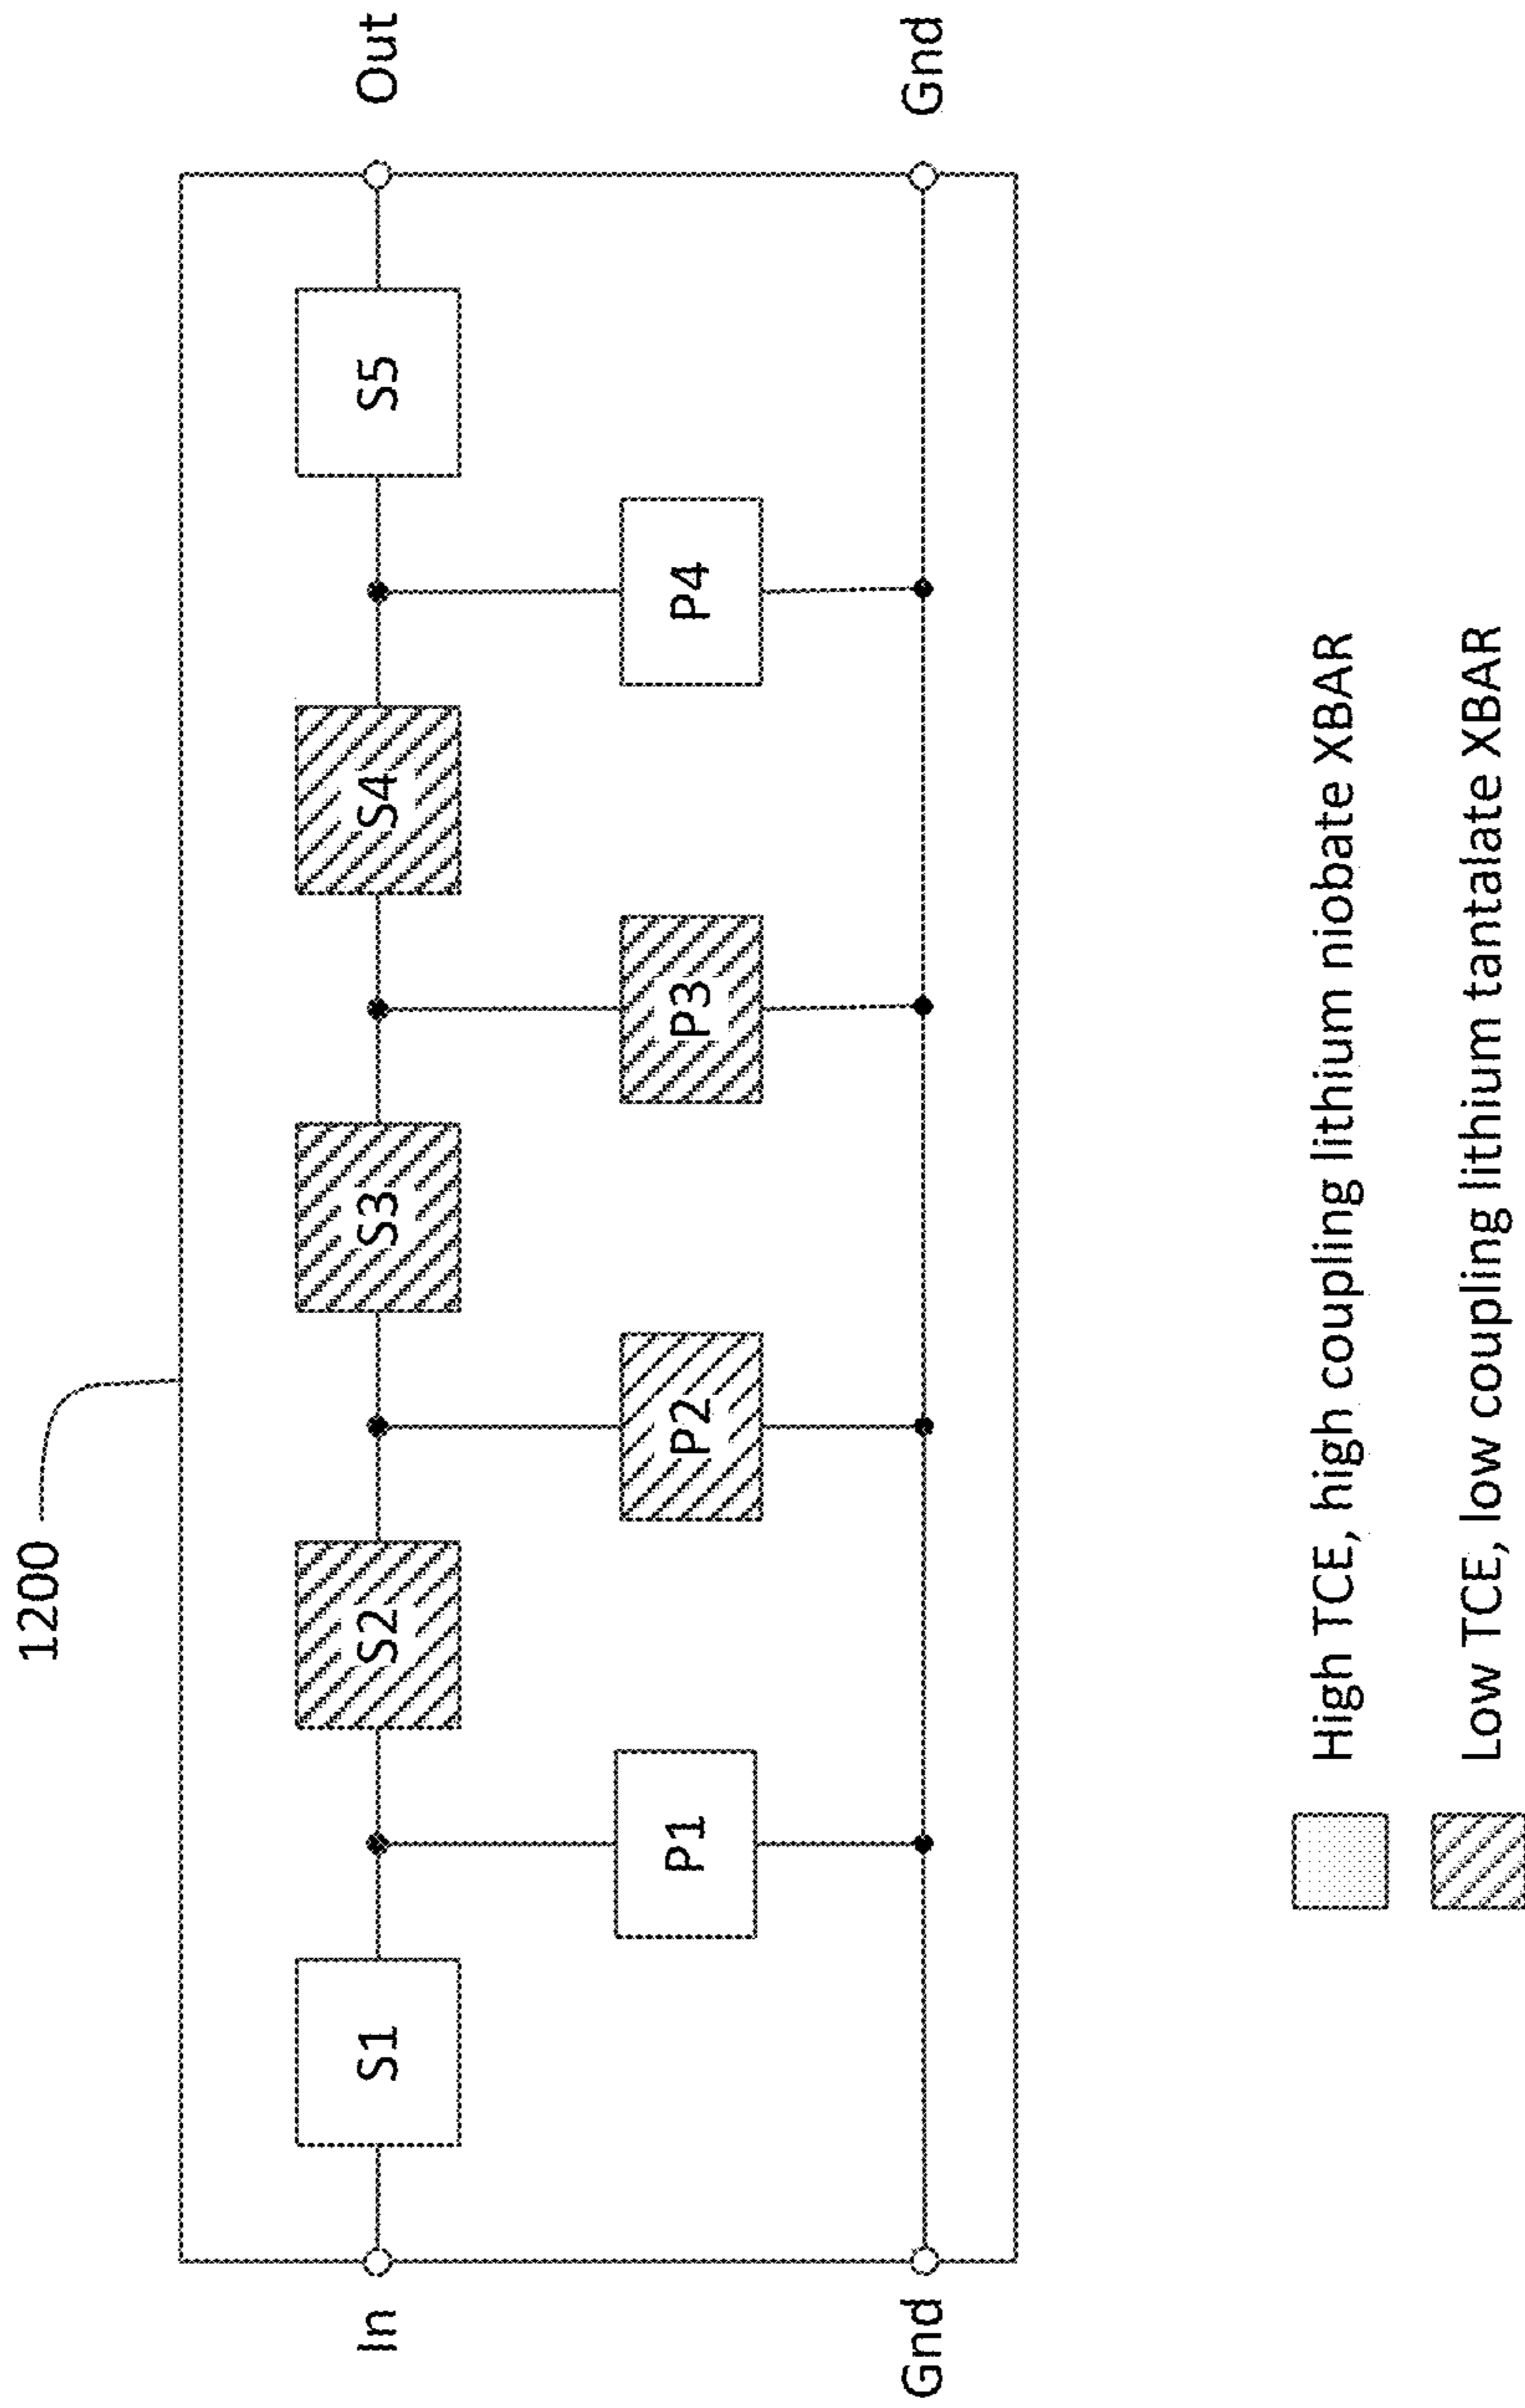 1200
In
S1
P1
S2
P2
S3
P3
S4
P4
S5
Out
Gnd
Gnd
High TCE, high coupling lithium niobate XBAR
Low TCE, low coupling lithium tantalate XBAR